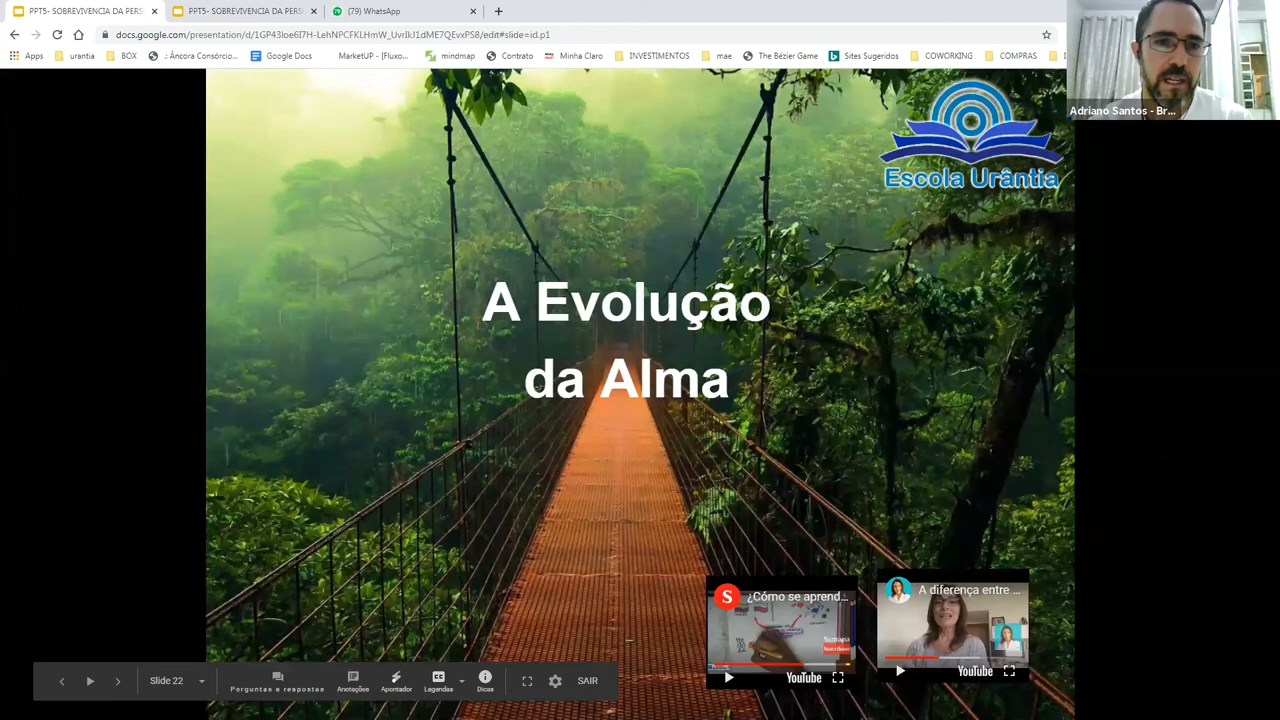 PPT5- SOBREVIVENCIA DA PERS
PPT5- SOBREVIVENCIA DA PERS
(79) WhatsApp
docs.google.com/presentation/d/1GP43loe6I7H-LehNPCFKLHmW_UvrIkJ1dME7QEvxPS8/edit#slide=id.p1
Apps
urantia
BOX
.: Âncora Consórcio...
Google Docs
MarketUP - [Fluxo...
mindmap
Contrato
Minha Claro
INVESTIMENTOS
mae
The Bézier Game
Sites Sugeridos
COWORKING
COMPRAS
Adriano Santos - Br...
Escola Urântia
A Evolução
da Alma
S
¿Cómo se aprend...
A diferença entre ...
YouTube
YouTube
Slide 22
Perguntas e respostas
Anotações
Apontador
Legendas
Dicas
SAIR